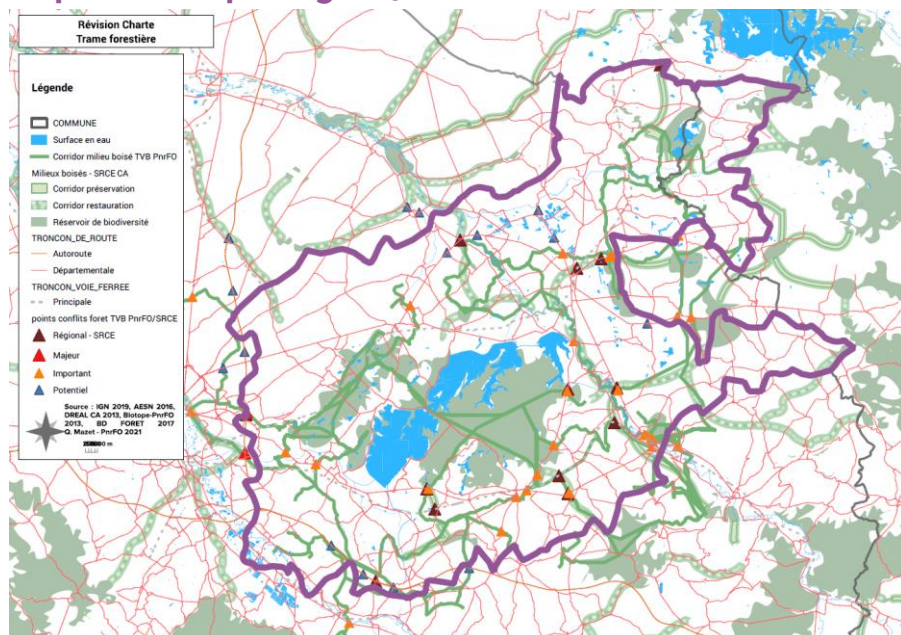 Révision Charte
Trame forestière
Légende
COMMUNE
Surface en eau
Corridor milieu boisé TVB PnrFO
Milieux boisés - SRCE CA
Corridor préservation
Corridor restauration
Réservoir de biodiversité
TRONCON_DE_ROUTE
Autoroute
Départementale
TRONCON_VOIE_FERREE
Principale
points conflits foret TVB PnrFO/SRCE
Régional - SRCE
Majeur
Important
Potentiel
Source : IGN 2019, AESN 2016,
DREAL CA 2013, Biotope-PnrFO
2013, BD FORET 2017
Q. Mazet - PnrFO 2021